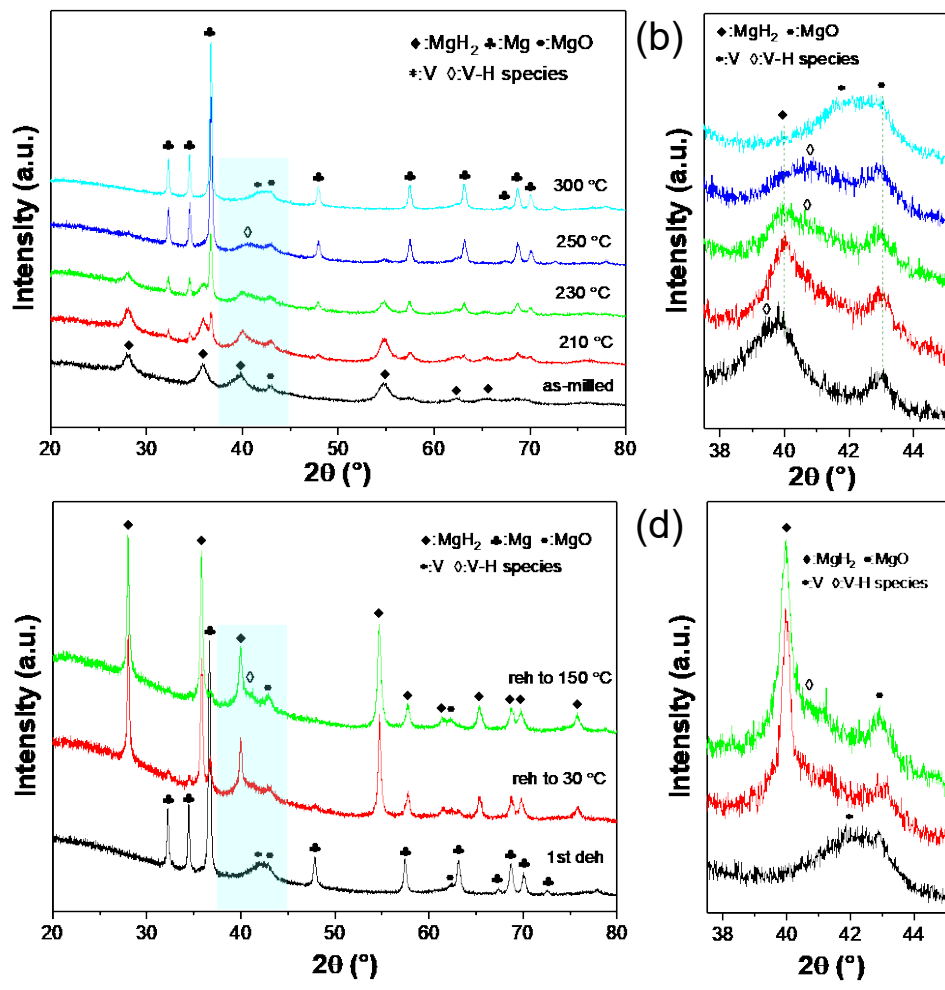 ◆:MgH₂ ♣:Mg ●:MgO
*:V ◊:V-H species
300 °C
250 °C
230 °C
210 °C
as-milled
Intensity (a.u.)
20 30 40 50 60 70 80
2θ (°)
(b)
◆:MgH₂ ●:MgO
●:V ◊:V-H species
Intensity (a.u.)
38 40 42 44
2θ (°)
◆:MgH₂ ♣:Mg ●:MgO
●:V ◊:V-H species
reh to 150 °C
reh to 30 °C
1st deh
Intensity (a.u.)
20 30 40 50 60 70 80
2θ (°)
(d)
◆:MgH₂ ●:MgO
●:V ◊:V-H species
Intensity (a.u.)
38 40 42 44
2θ (°)